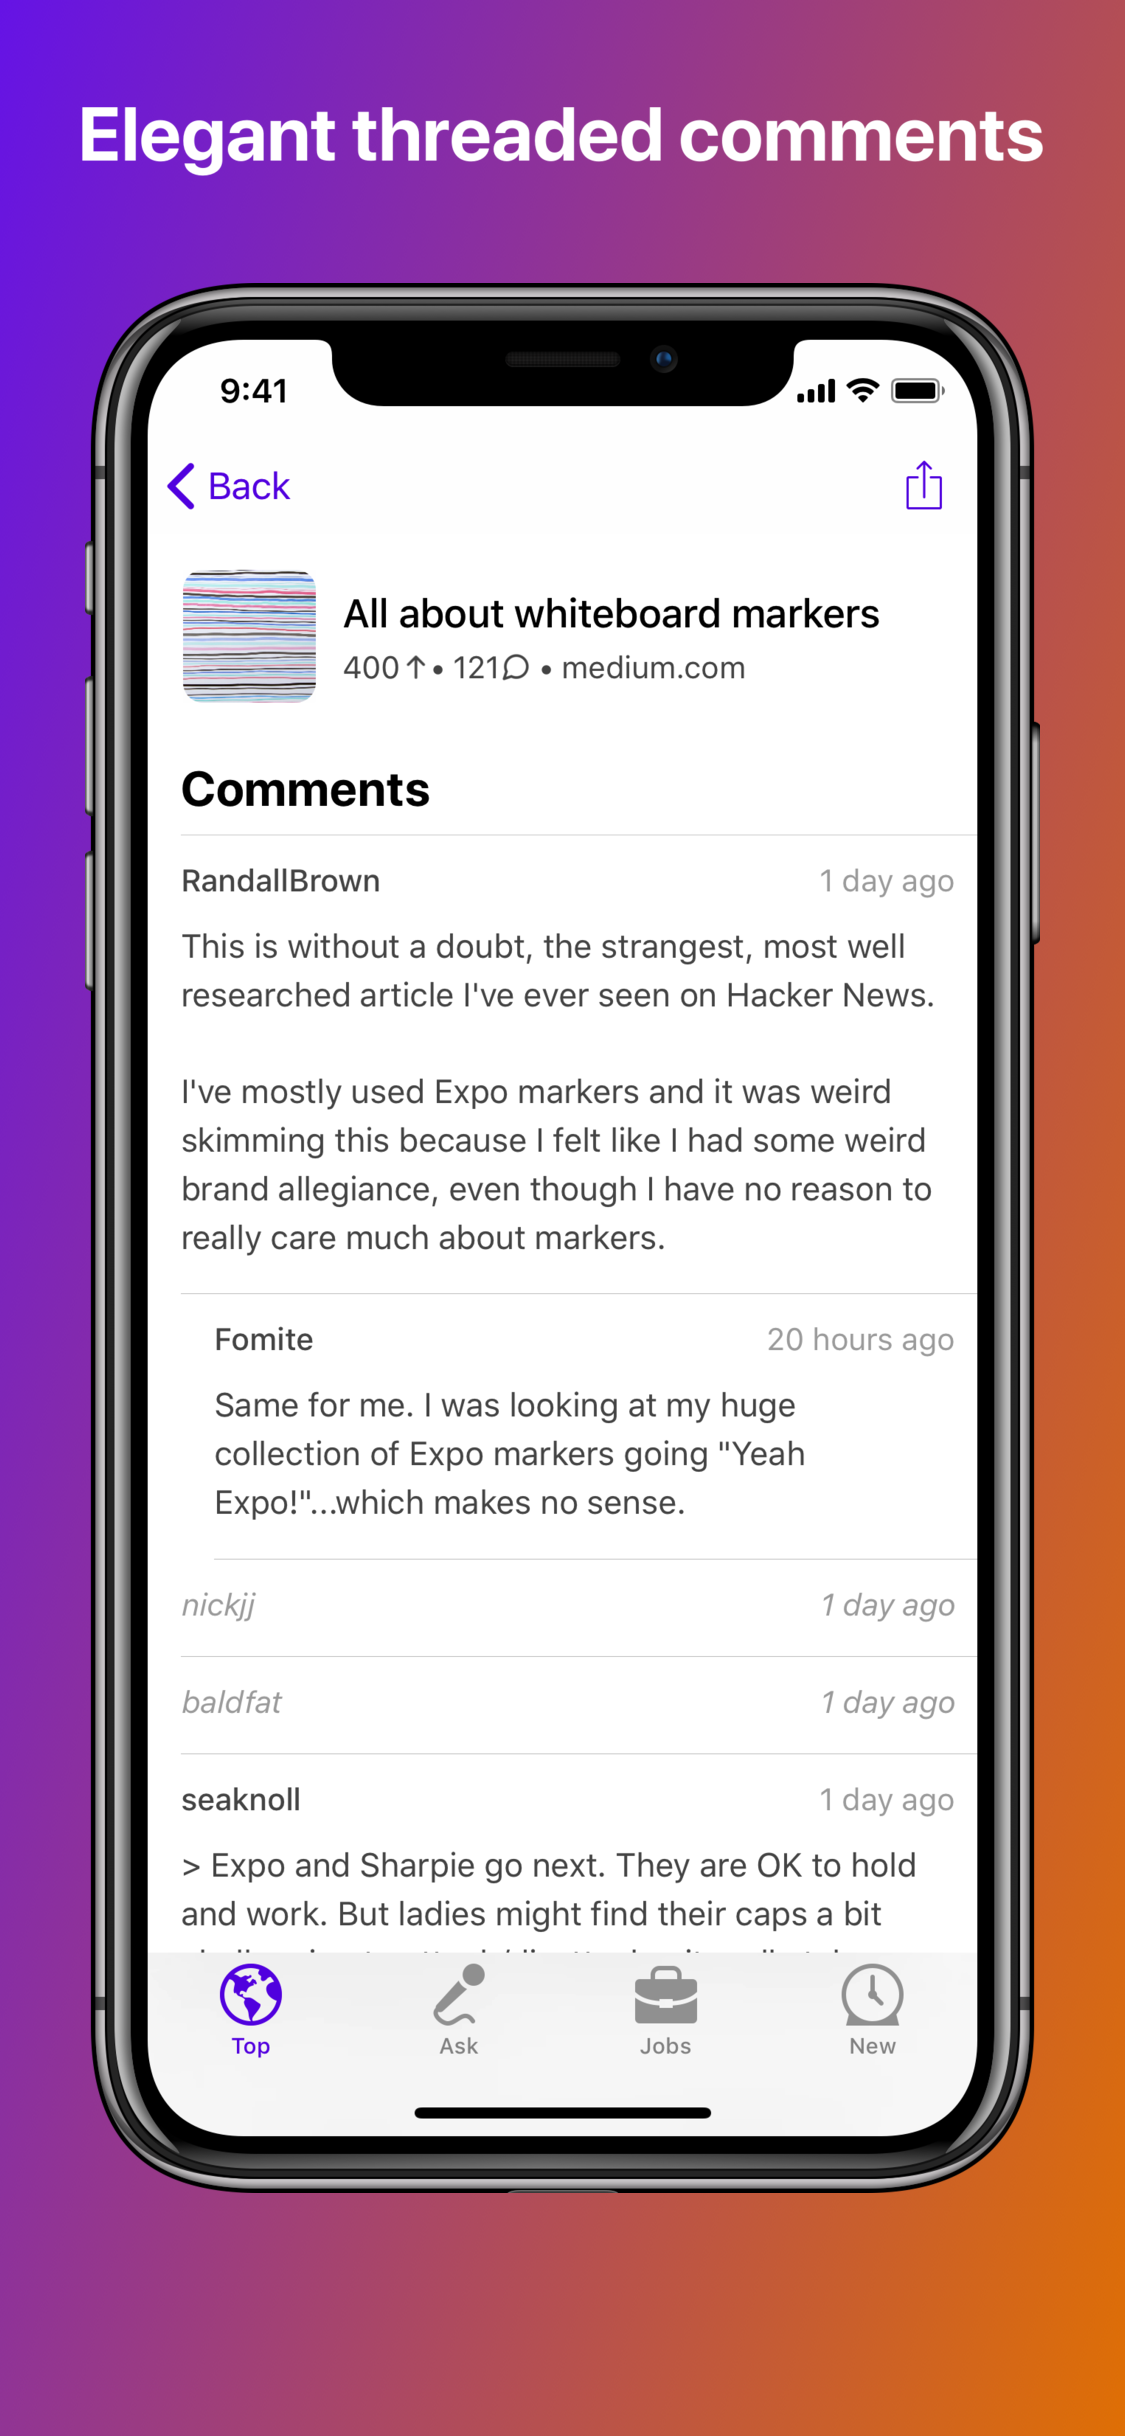 Elegant threaded comments
9:41
Back
All about whiteboard markers
400↑ • 121 • medium.com
Comments
RandallBrown 1 day ago
This is without a doubt, the strangest, most well
researched article I've ever seen on Hacker News.
I've mostly used Expo markers and it was weird
skimming this because I felt like I had some weird
brand allegiance, even though I have no reason to
really care much about markers.
Fomite 20 hours ago
Same for me. I was looking at my huge
collection of Expo markers going "Yeah
Expo!"...which makes no sense.
nickjj 1 day ago
baldfat 1 day ago
seaknoll 1 day ago
> Expo and Sharpie go next. They are OK to hold
and work. But ladies might find their caps a bit
Top Ask Jobs New